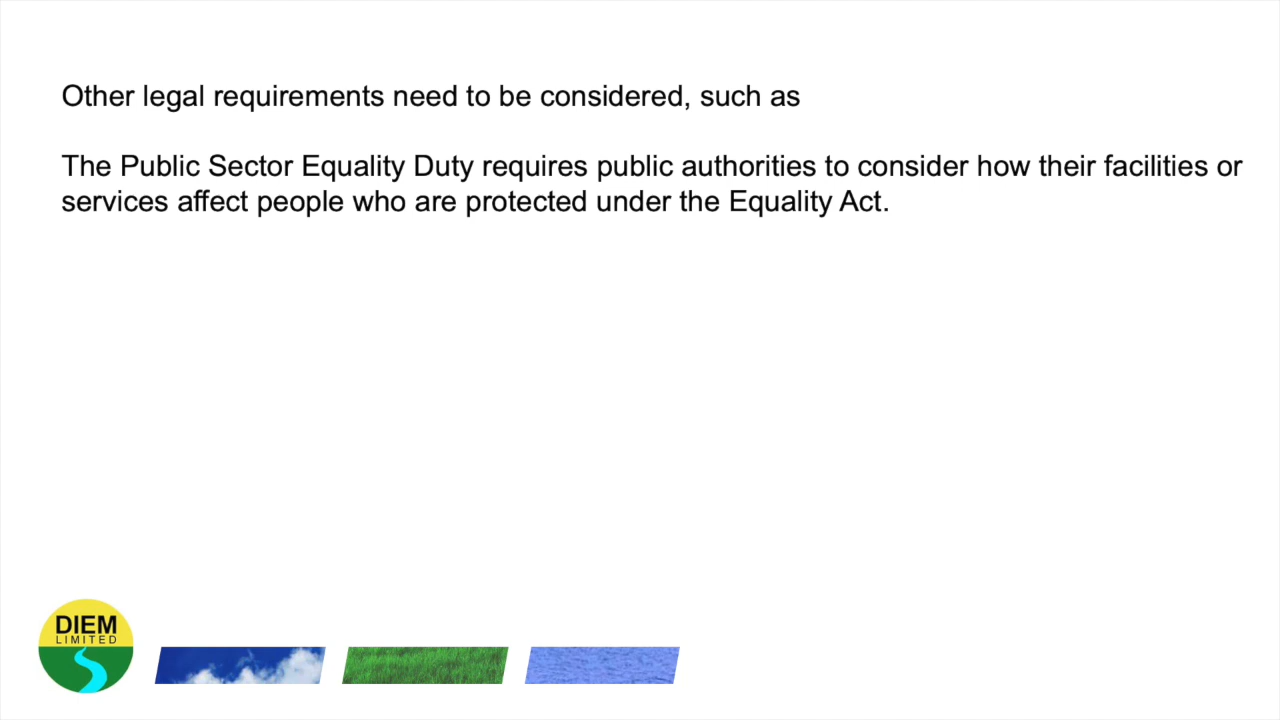 Other legal requirements need to be considered, such as
The Public Sector Equality Duty requires public authorities to consider how their facilities or
services affect people who are protected under the Equality Act.
DIEM
LIMITED